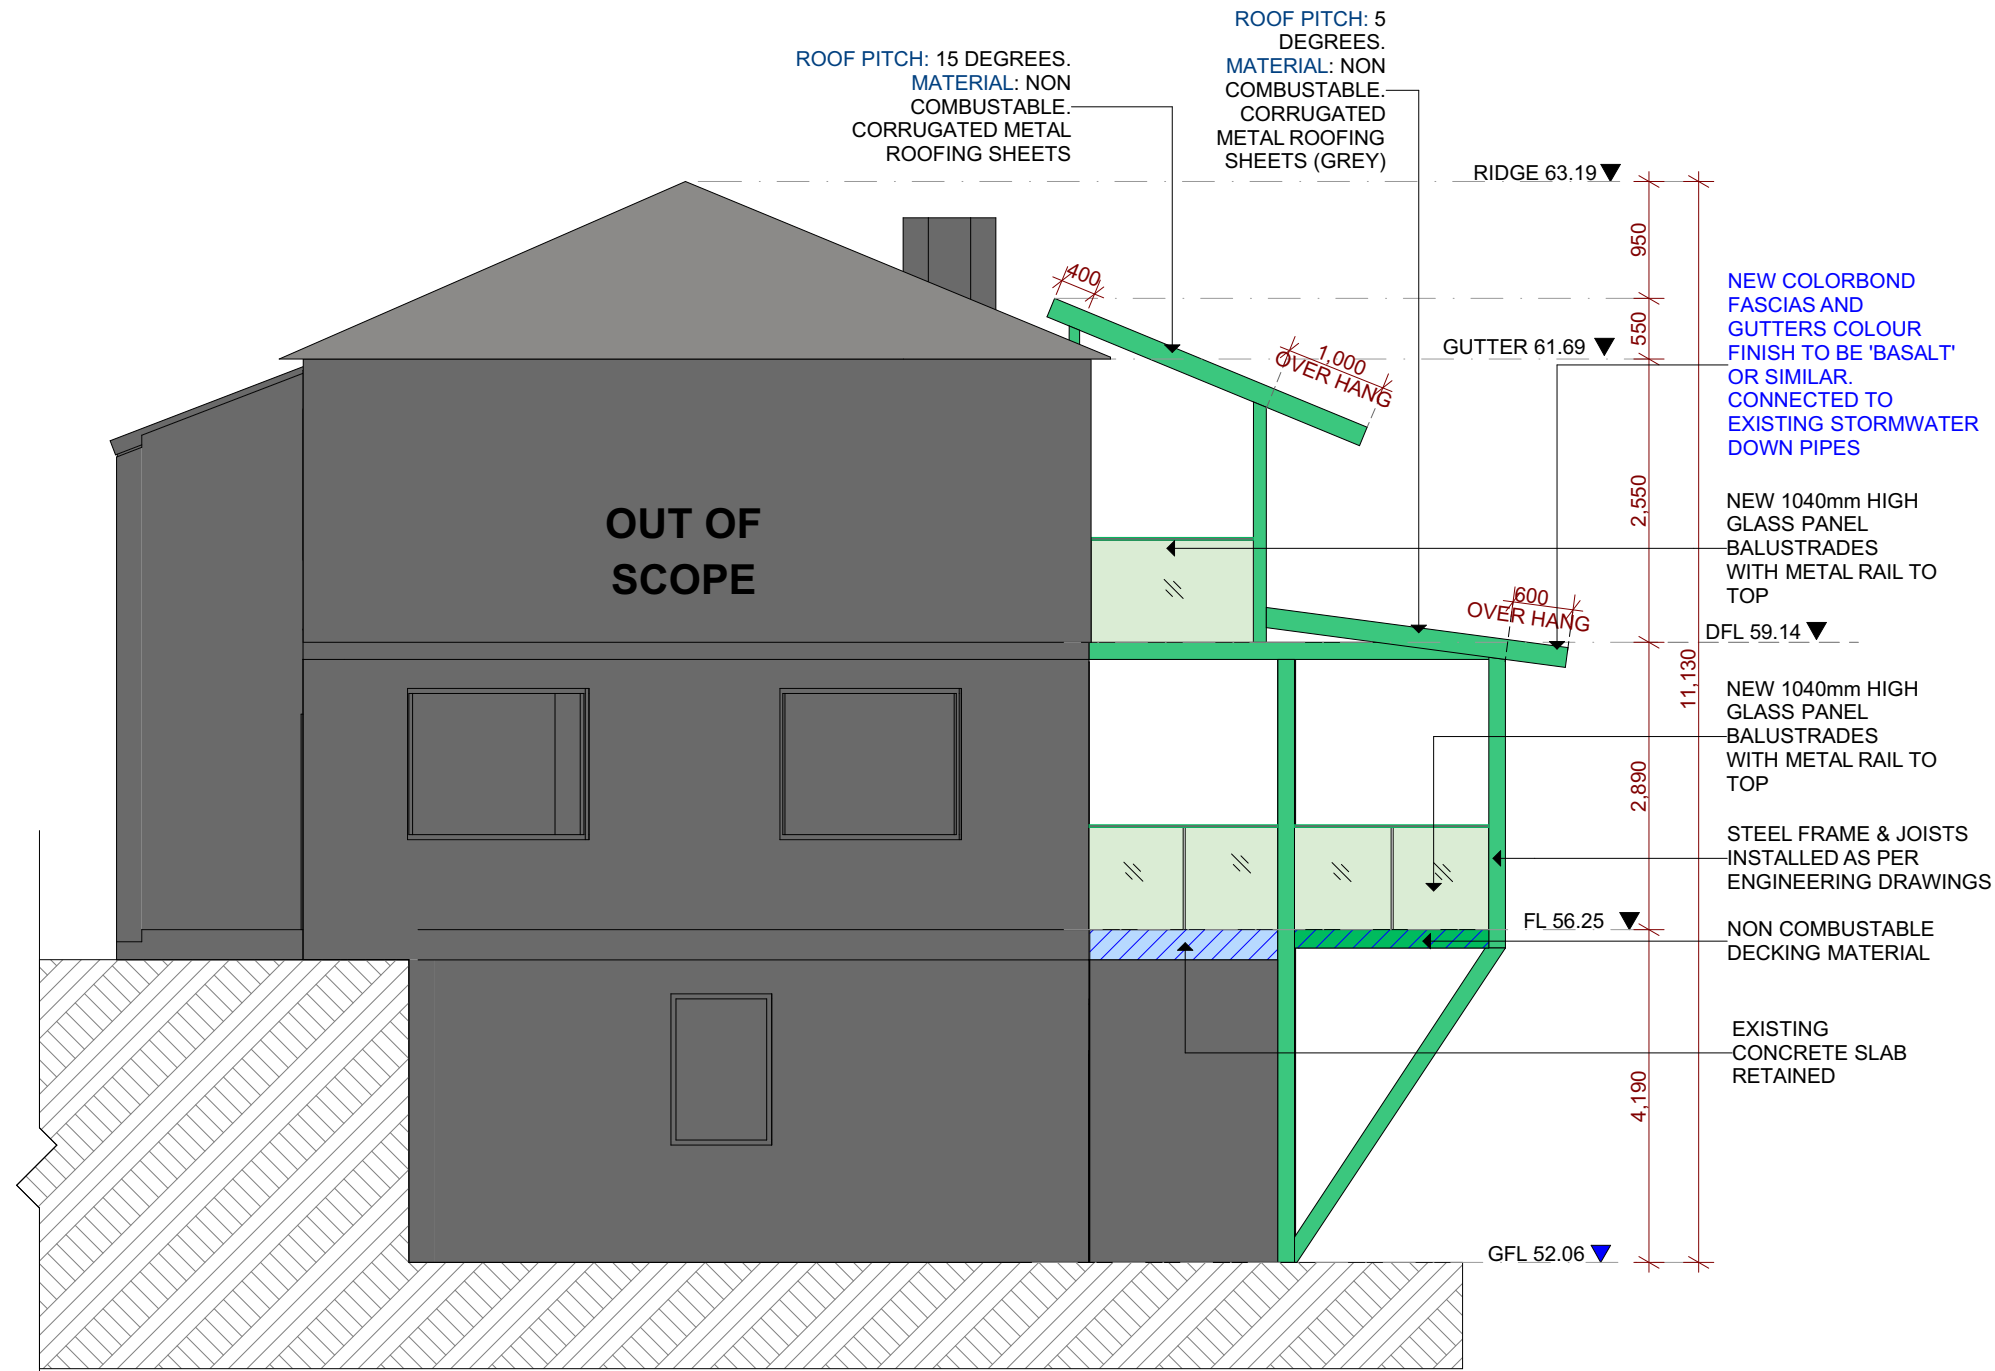 ROOF PITCH: 15 DEGREES.
MATERIAL: NON
COMBUSTABLE.
CORRUGATED METAL
ROOFING SHEETS
ROOF PITCH: 5
DEGREES.
MATERIAL: NON
COMBUSTABLE.
CORRUGATED
METAL ROOFING
SHEETS (GREY)
RIDGE 63.19
950
400
550
GUTTER 61.69
1,000
OVER HANG
NEW COLORBOND
FASCIAS AND
GUTTERS COLOUR
FINISH TO BE 'BASALT'
OR SIMILAR.
CONNECTED TO
EXISTING STORMWATER
DOWN PIPES
OUT OF
SCOPE
2,550
NEW 1040mm HIGH
GLASS PANEL
BALUSTRADES
WITH METAL RAIL TO
TOP
600
OVER HANG
DFL 59.14
11,130
NEW 1040mm HIGH
GLASS PANEL
BALUSTRADES
WITH METAL RAIL TO
TOP
2,890
STEEL FRAME & JOISTS
INSTALLED AS PER
ENGINEERING DRAWINGS
FL 56.25
NON COMBUSTABLE
DECKING MATERIAL
EXISTING
CONCRETE SLAB
RETAINED
4,190
GFL 52.06